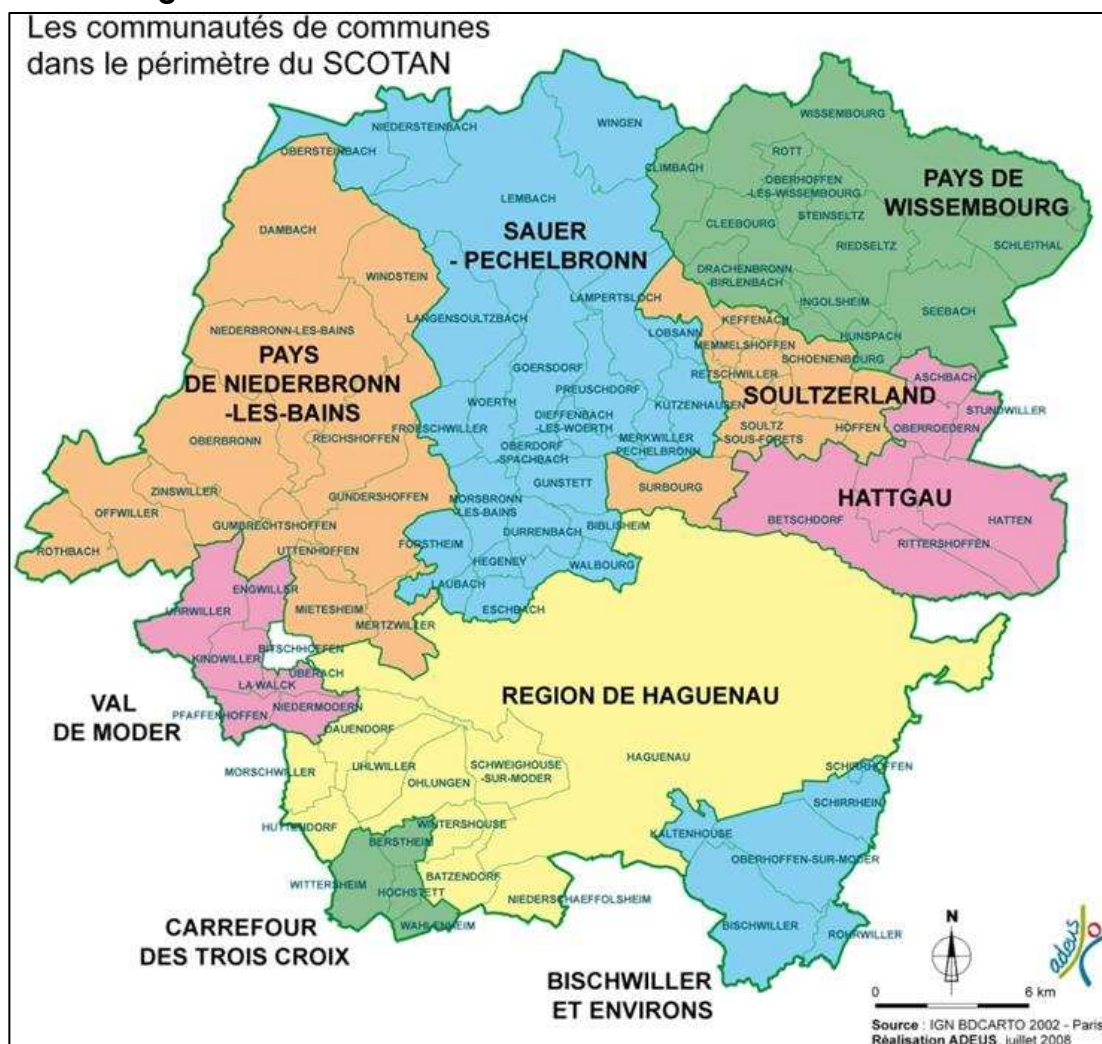 Les communautés de communes
dans le périmètre du SCOTAN
WISSEMBOURG
NIEDERSTEINBACH
WINGEN
OBERSTEINBACH
ROTT
CLIMBACH
OBERHOFFEN
-LES-WISSEMBOURG
PAYS DE
WISSEMBOURG
LEMBACH
STEINSELTZ
CLEEBOURG
DAMBACH
SAUER
- PECHELBRONN
RIEDSELTZ
SCHLEITHAL
WINDSTEIN
DRACHENBRONN
-BIRLENBACH
LAMPERTSLOCH
INGOLSHEIM
SEEBACH
LANGENSOULTZBACH
KEFFENACH
NIEDERBRONN-LES-BAINS
LOBSANN
HUNSPACH
MEMMELSHOFFEN
SCHOENENBOURG
PAYS
DE NIEDERBRONN
-LES-BAINS
GOERSDORF
RETSCHWILLER
ASCHBACH
PREUSCHDORF
SOULTZERLAND
WOERTH
KUTZENHAUSEN
STUNDWILLER
DIEFFENBACH
-LES-WOERTH
FROESCHWILLER
SOULTZ
SOUS-FORETS
HOFFEN
OBERROEDERN
OBERBRONN
REICHSHOFFEN
OBERDORF
-SPACHBACH
MERKWILLER
PECHELBRONN
GUNSTETT
SURBOURG
HATTGAU
ZINSWILLER
GUNDERSHOFFEN
MORSBRONN
-LES-BAINS
OFFWILLER
BETSCHDORF
HATTEN
GUMBRECHTSHOFFEN
DURRENBACH
BIBLISHEIM
RITTERSHOFFEN
ROTHBACH
UTTENHOFFEN
FORSTHEIM
HEGENEY
WALBOURG
LAUBACH
ENGWILLER
UHRWILLER
MIETESHEIM
ESCHBACH
MERTZWILLER
BITSCHHOFFEN
KINDWILLER
UBERACH
LA-WALCK
REGION DE HAGUENAU
VAL
DE MODER
NIEDERMODERN
PFAFFENHOFFEN
DAUENDORF
MORSCHWILLER
UHLWILLER
SCHWEIGHOUSE
-SUR-MODER
HAGUENAU
OHLUNGEN
SCHIRRHOFFEN
SCHIRRHEIN
HUTTENDORF
WINTERSHOUSE
KALTENHOUSE
BERSTHEIM
OBERHOFFEN-SUR-MODER
BATZENDORF
WITTERSHEIM
HOCHSTETT
NIEDERSCHAEFFOLSHEIM
WAHLENHEIM
BISCHWILLER
ROHRWILLER
CARREFOUR
DES TROIS CROIX
BISCHWILLER
ET ENVIRONS
N
adeus
0 6 km
Source : IGN BDCARTO 2002 - Paris
Réalisation ADEUS, juillet 2008